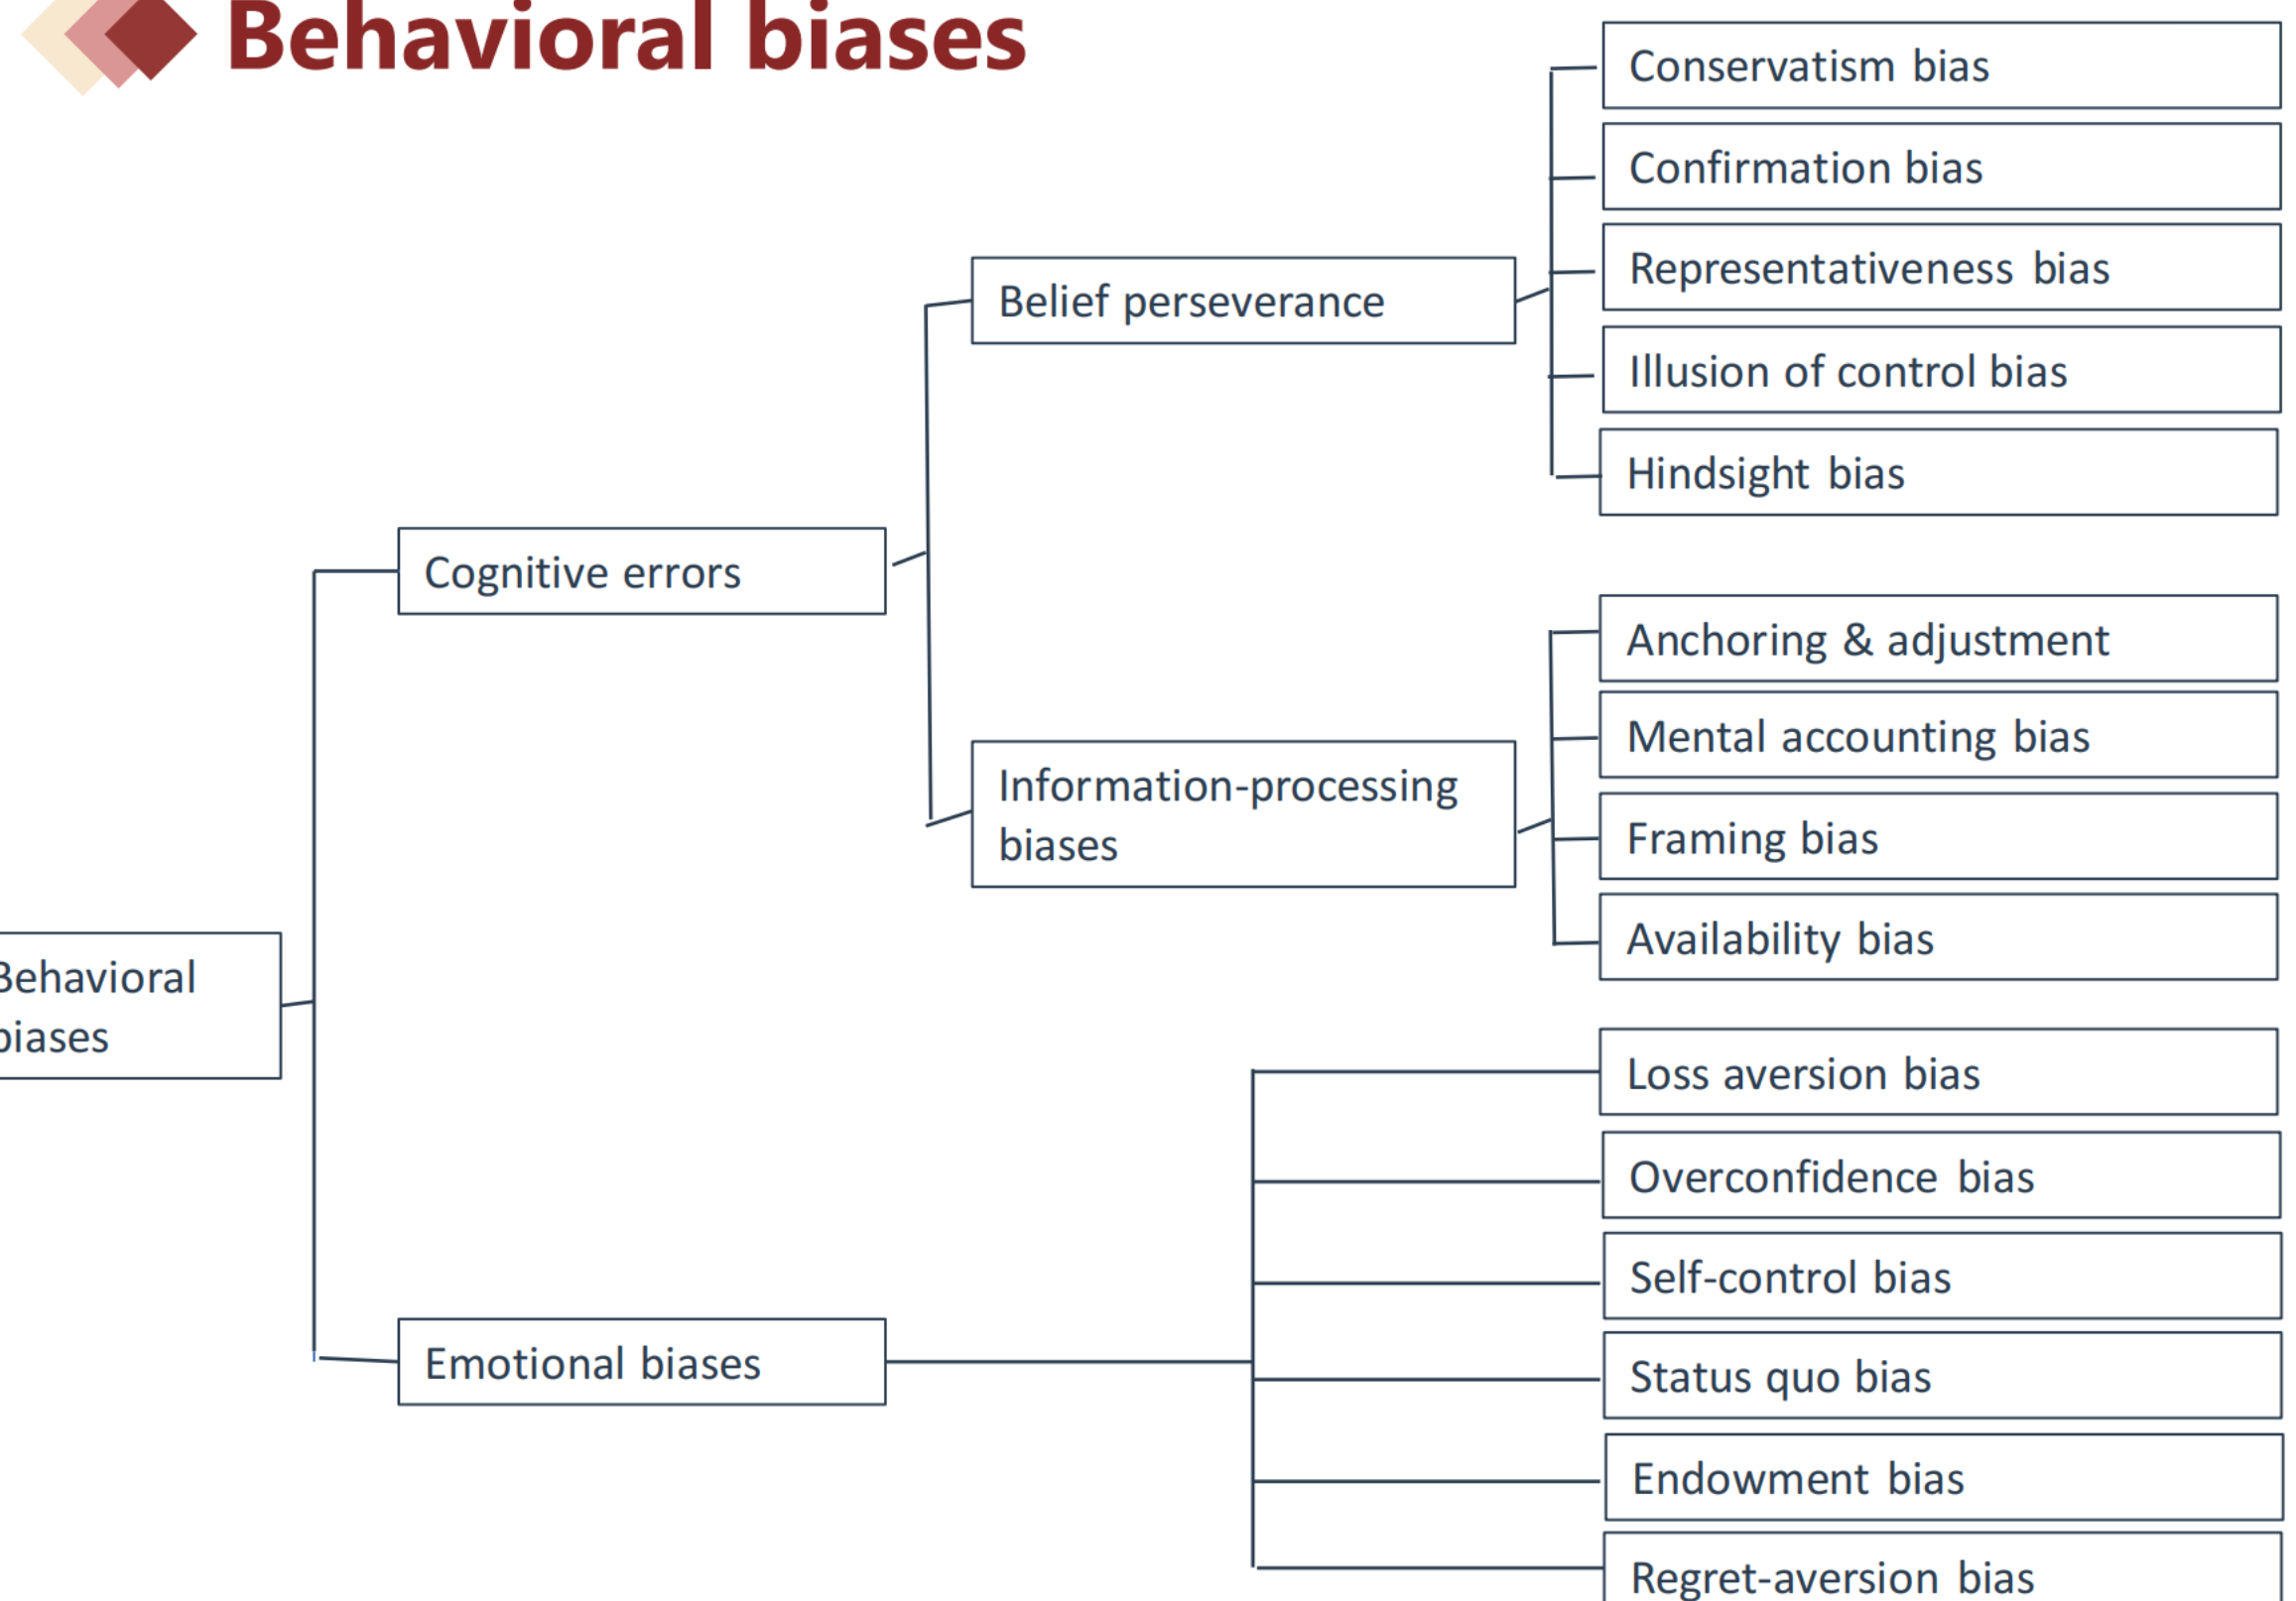 Behavioral biases
Conservatism bias
Confirmation bias
Representativeness bias
Illusion of control bias
Hindsight bias
Belief perseverance
Cognitive errors
Anchoring & adjustment
Mental accounting bias
Framing bias
Availability bias
Information-processing
biases
Behavioral
biases
Loss aversion bias
Overconfidence bias
Self-control bias
Status quo bias
Endowment bias
Regret-aversion bias
Emotional biases